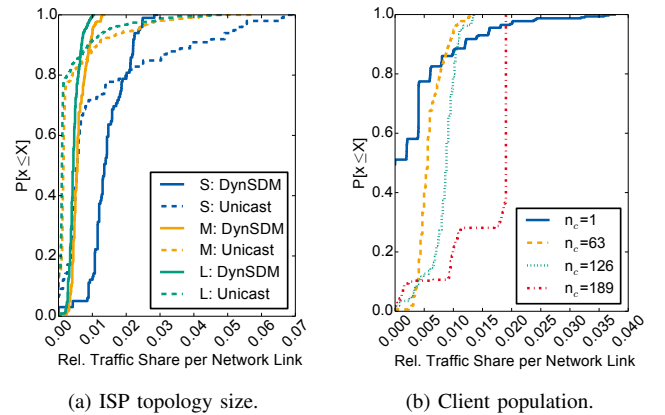 1.0
0.8
0.6
0.4
0.2
0.0
P[x ≤X]
S: DynSDM
S: Unicast
M: DynSDM
M: Unicast
L: DynSDM
L: Unicast
0.00 0.01 0.02 0.03 0.04 0.05 0.06 0.07
Rel. Traffic Share per Network Link
(a) ISP topology size.
1.0
0.8
0.6
0.4
0.2
0.0
P[x ≤X]
n_c=1
n_c=63
n_c=126
n_c=189
0.000 0.005 0.010 0.015 0.020 0.025 0.030 0.035 0.040
Rel. Traffic Share per Network Link
(b) Client population.